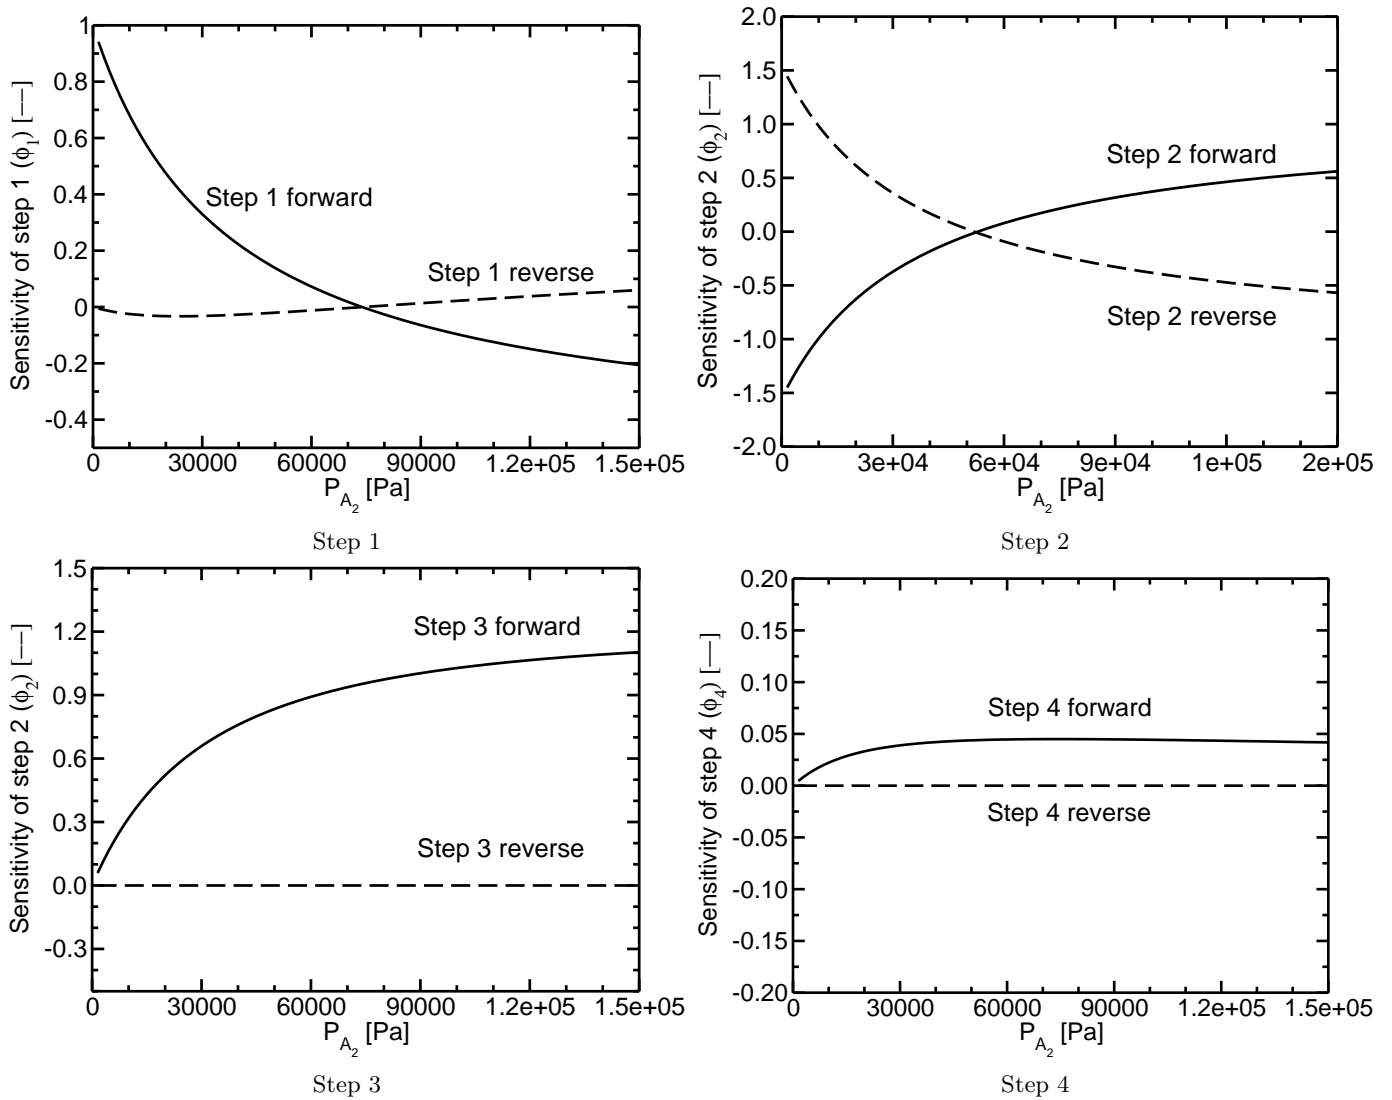 Sensitivity of step 1 (ϕ1) [––]
1
0.8
0.6
0.4
0.2
0
-0.2
-0.4
Step 1 forward
Step 1 reverse
0 30000 60000 90000 1.2e+05 1.5e+05
PA2 [Pa]
Step 1
Sensitivity of step 2 (ϕ2) [––]
2.0
1.5
1.0
0.5
0.0
-0.5
-1.0
-1.5
-2.0
Step 2 forward
Step 2 reverse
0 3e+04 6e+04 9e+04 1e+05 2e+05
PA2 [Pa]
Step 2
Sensitivity of step 2 (ϕ2) [––]
1.5
1.2
0.9
0.6
0.3
0.0
-0.3
Step 3 forward
Step 3 reverse
0 30000 60000 90000 1.2e+05 1.5e+05
PA2 [Pa]
Step 3
Sensitivity of step 4 (ϕ4) [––]
0.20
0.15
0.10
0.05
0.00
-0.05
-0.10
-0.15
-0.20
Step 4 forward
Step 4 reverse
0 30000 60000 90000 1.2e+05 1.5e+05
PA2 [Pa]
Step 4